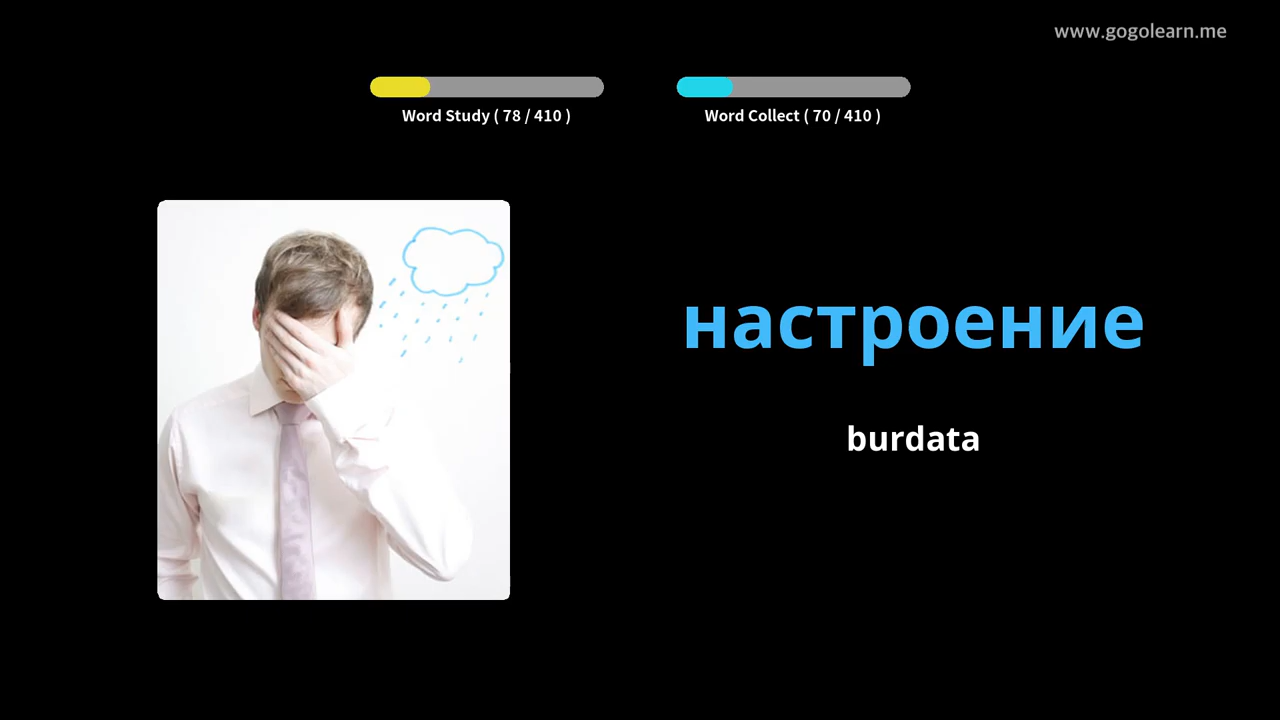 www.gogolearn.me
Word Study ( 78 / 410 )
Word Collect ( 70 / 410 )
настроение
burdata